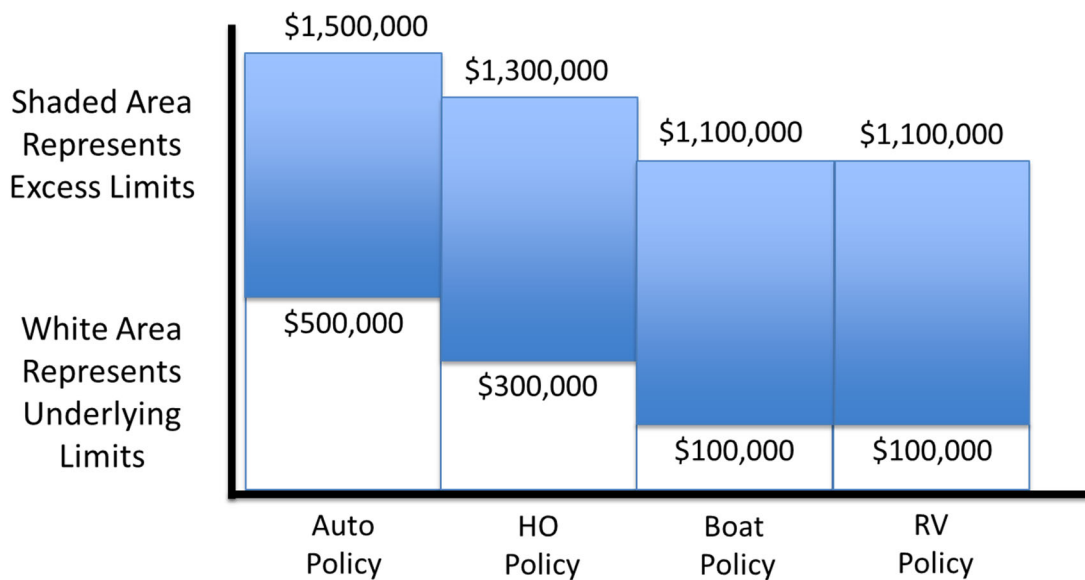 $1,500,000
$1,300,000
$1,100,000
$1,100,000
Shaded Area
Represents
Excess Limits
$500,000
$300,000
$100,000
$100,000
White Area
Represents
Underlying
Limits
Auto
Policy
HO
Policy
Boat
Policy
RV
Policy